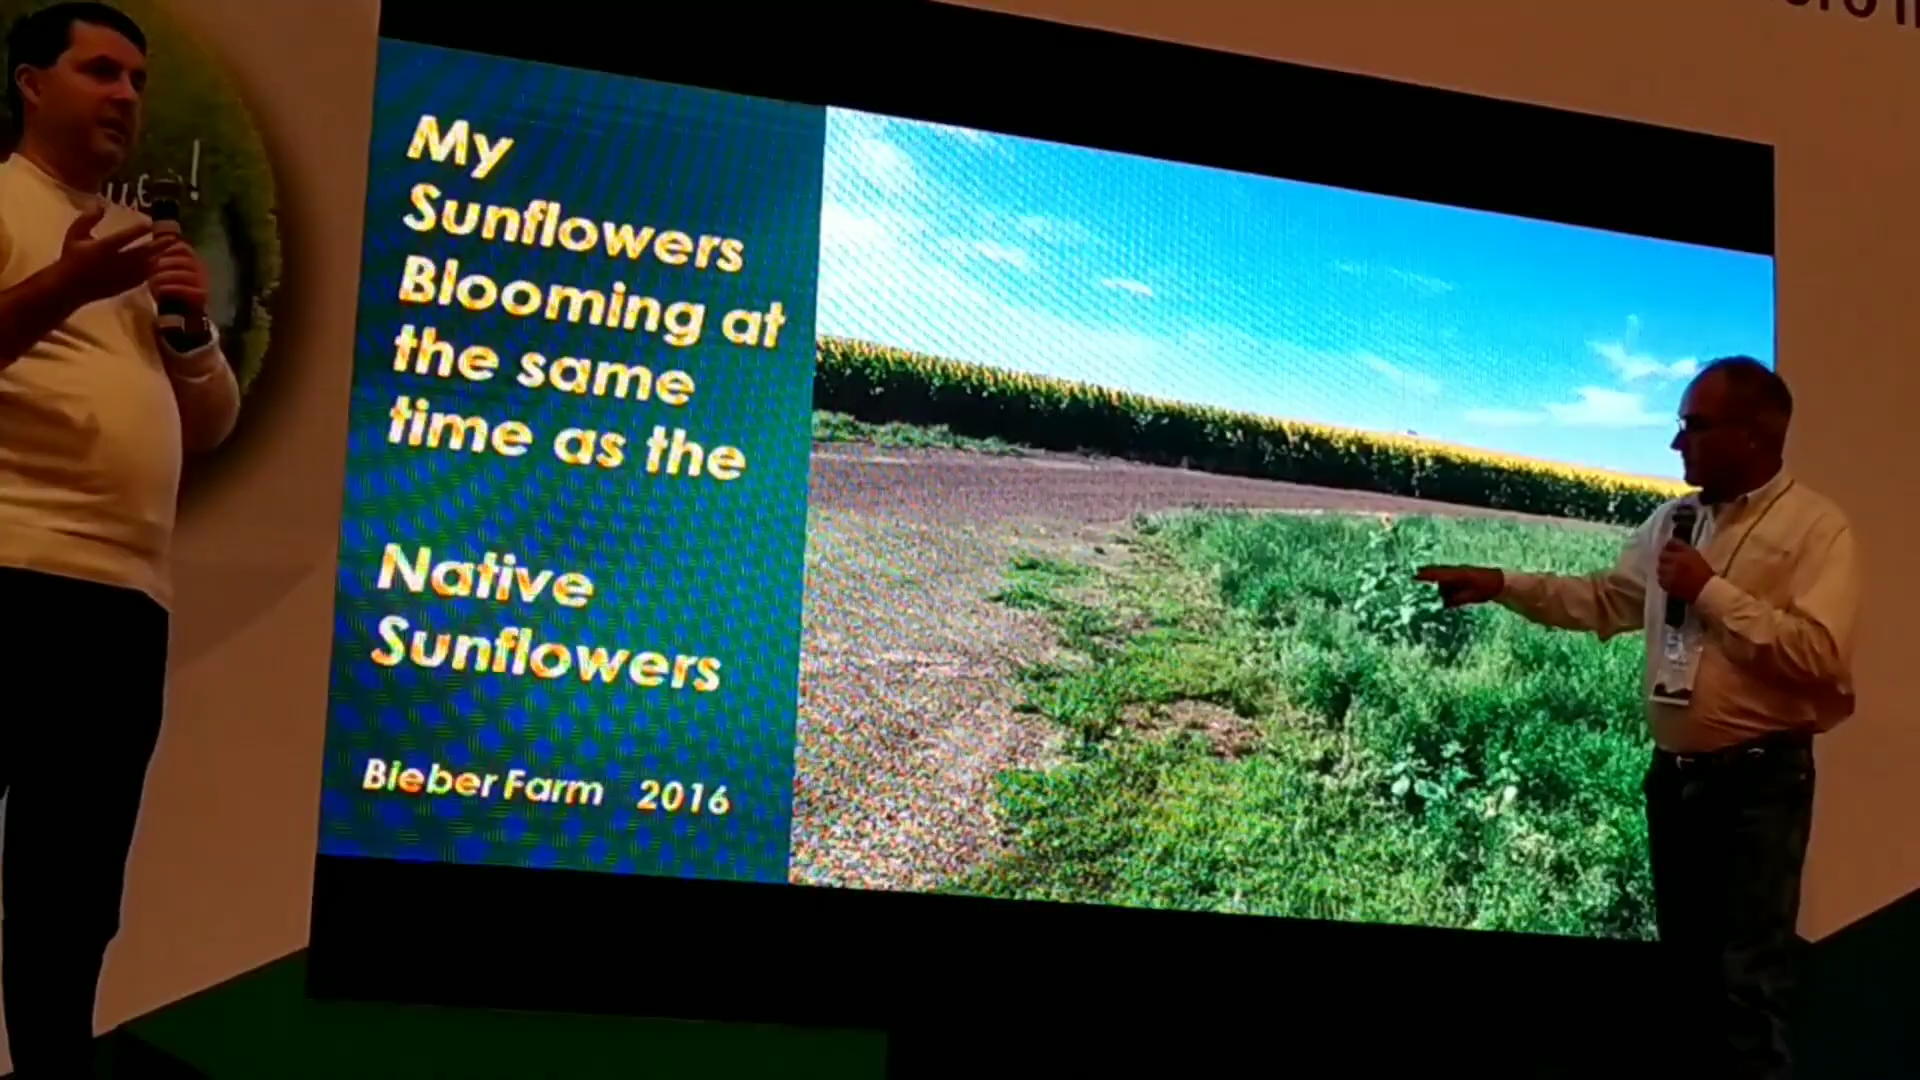 My
Sunflowers
Blooming at
the same
time as the
Native
Sunflowers
Bieber Farm 2016